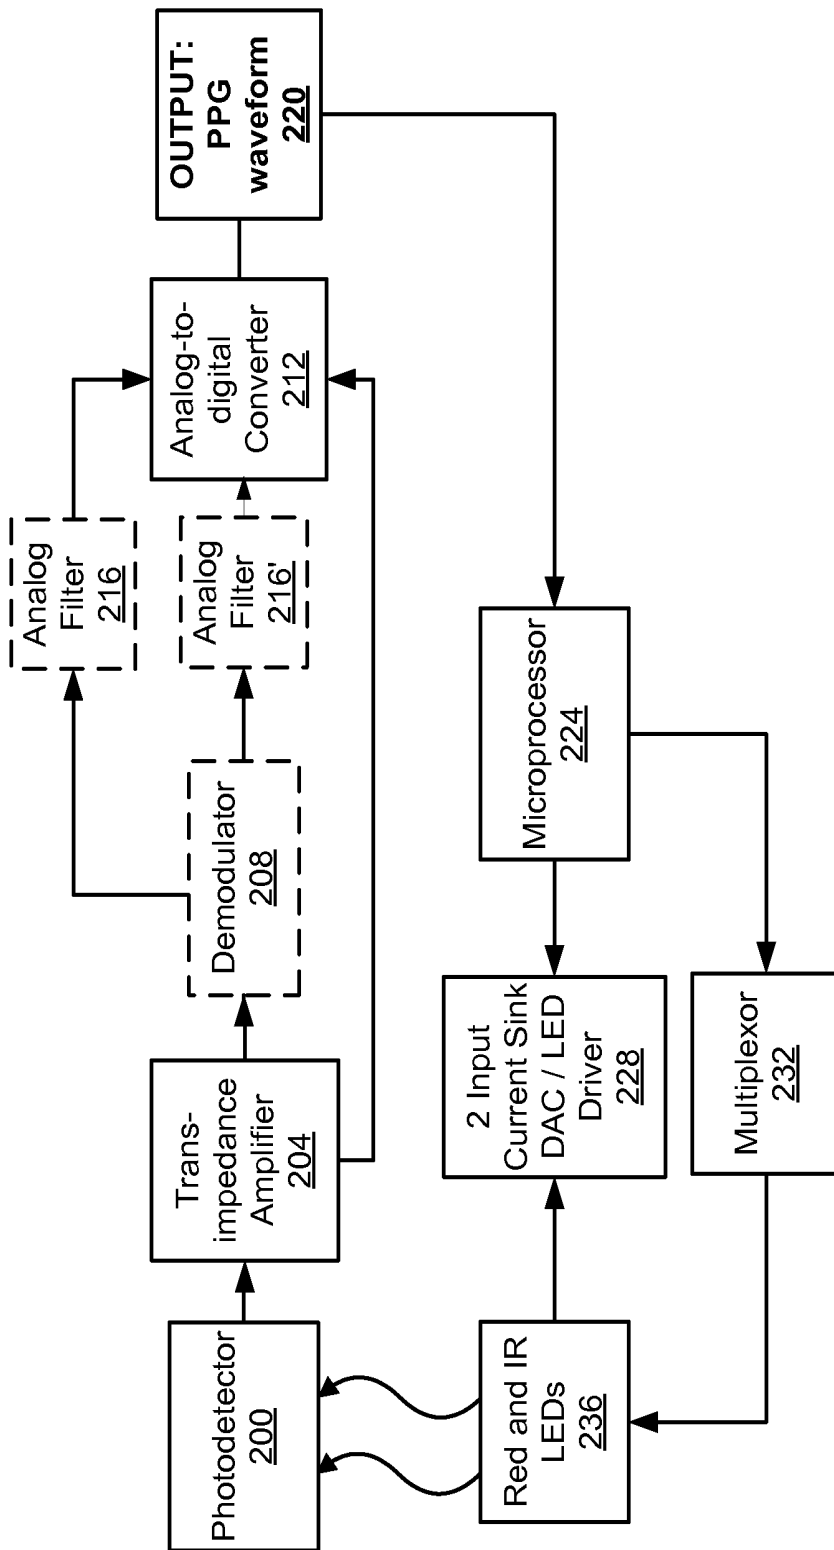 Photodetector
200
Trans-
impedance
Amplifier
204
Demodulator
208
Analog
Filter
216
Analog
Filter
216'
Analog-to-
digital
Converter
212
OUTPUT:
PPG
waveform
220
Red and IR
LEDs
236
2 Input
Current Sink
DAC / LED
Driver
228
Microprocessor
224
Multiplexor
232